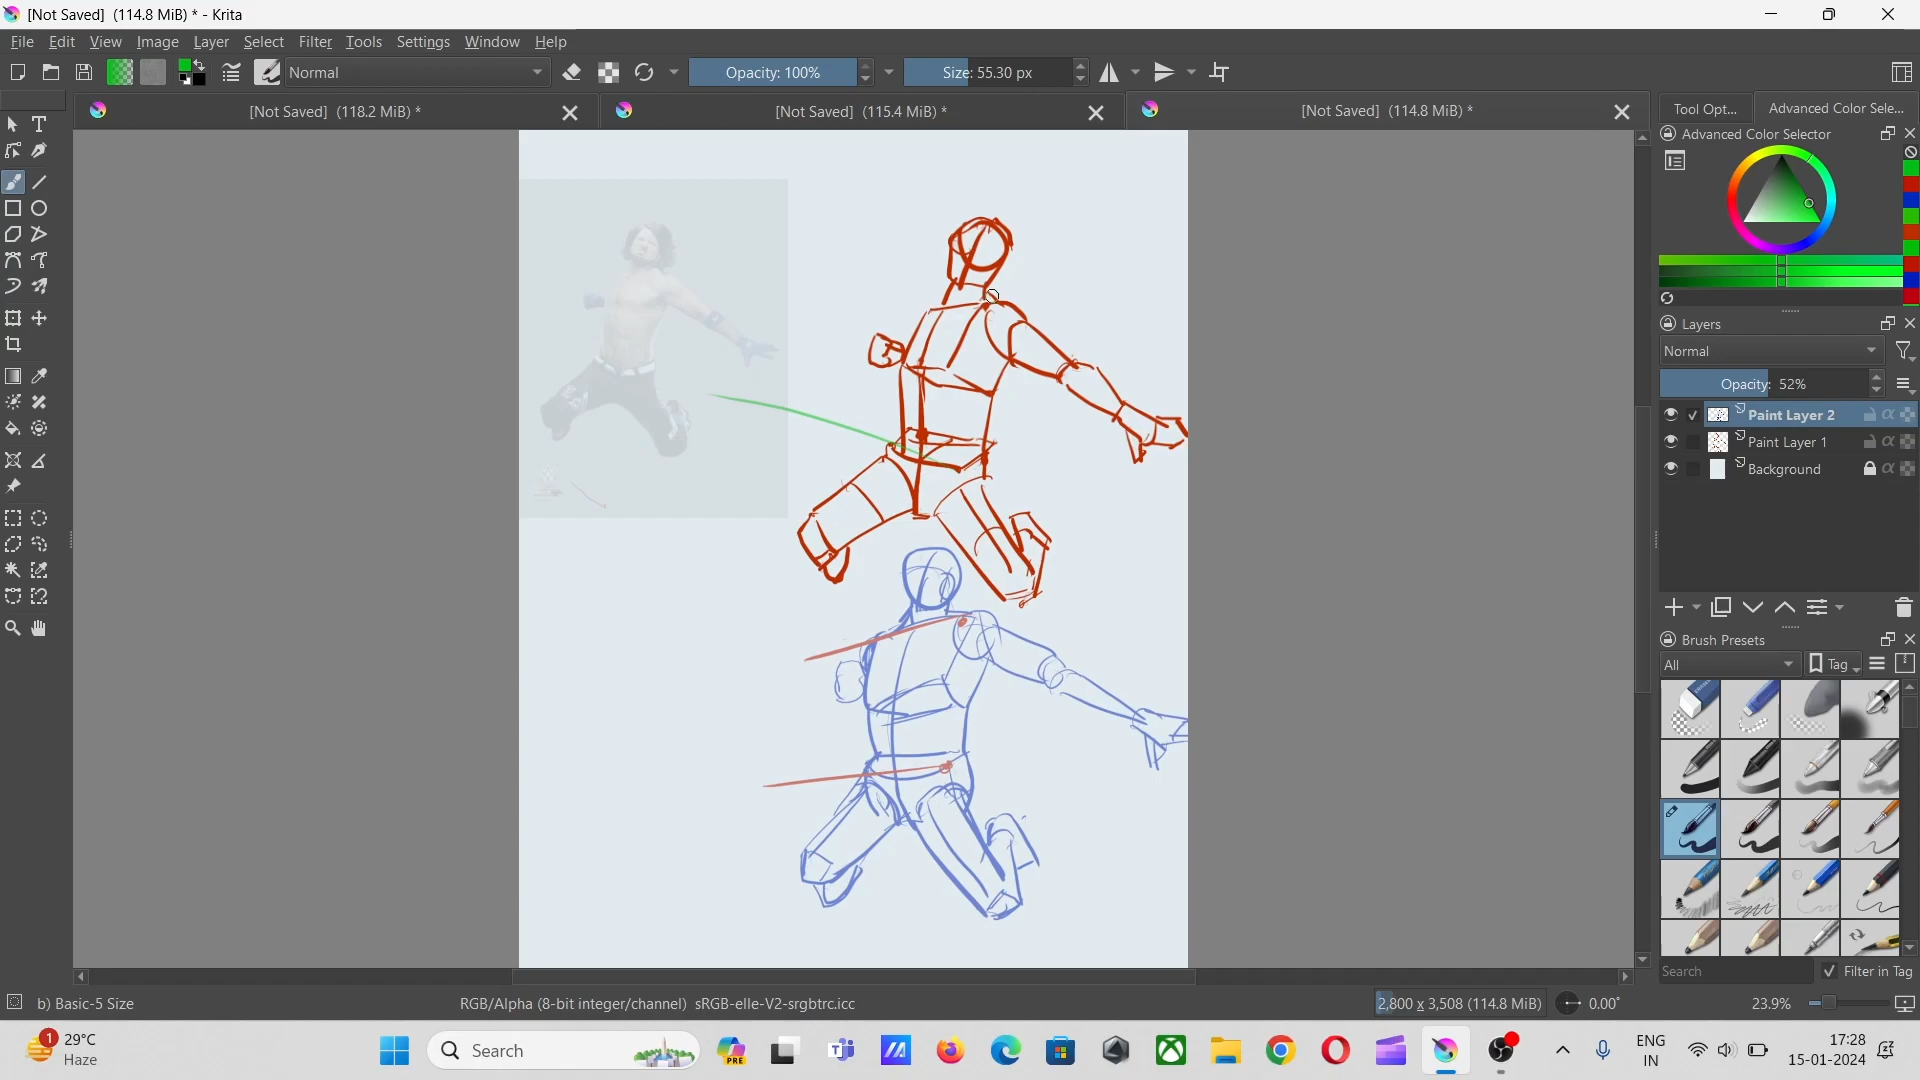 [Not Saved] (114.8 MiB) * - Krita
File Edit View Image Layer Select Filter Tools Settings Window Help
Normal
Opacity: 100%
Size: 55.30 px
[Not Saved] (118.2 MiB) *
[Not Saved] (115.4 MiB) *
[Not Saved] (114.8 MiB) *
Tool Opt...
Advanced Color Sele...
Advanced Color Selector
Layers
Normal
Opacity: 52%
Paint Layer 2
Paint Layer 1
Background
Brush Presets
All
Tag
Search
Filter in Tag
b) Basic-5 Size
RGB/Alpha (8-bit integer/channel) sRGB-elle-V2-srgbtrc.icc
2,800 x 3,508 (114.8 MiB)
0.00°
23.9%
1
29°C
Haze
Search
PRE
ENG
IN
17:28
15-01-2024